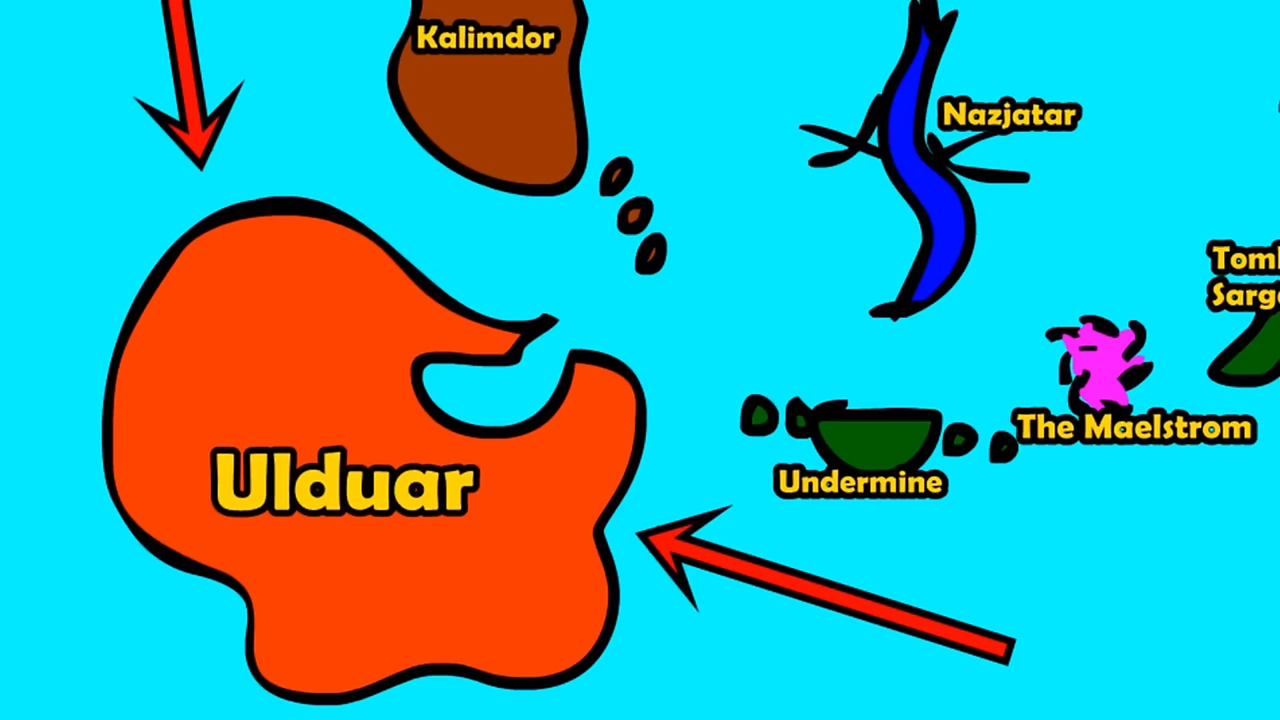 Kalimdor
Nazjatar
The Maelstrom
Undermine
Ulduar